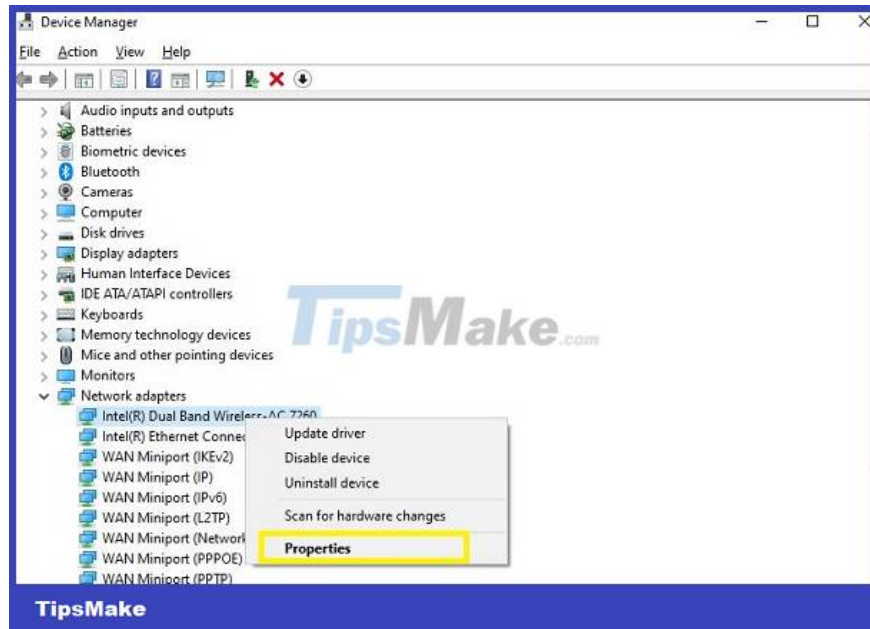 Device Manager
File Action View Help
Audio inputs and outputs
Batteries
Biometric devices
Bluetooth
Cameras
Computer
Disk drives
Display adapters
Human Interface Devices
IDE ATA/ATAPI controllers
Keyboards
Memory technology devices
Mice and other pointing devices
Monitors
Network adapters
Intel(R) Dual Band Wireless-AC 7260
Intel(R) Ethernet Connec
WAN Miniport (IKEv2)
WAN Miniport (IP)
WAN Miniport (IPv6)
WAN Miniport (L2TP)
WAN Miniport (Network
WAN Miniport (PPPOE)
WAN Miniport (PPTP)
Update driver
Disable device
Uninstall device
Scan for hardware changes
Properties
TipsMake.com
TipsMake